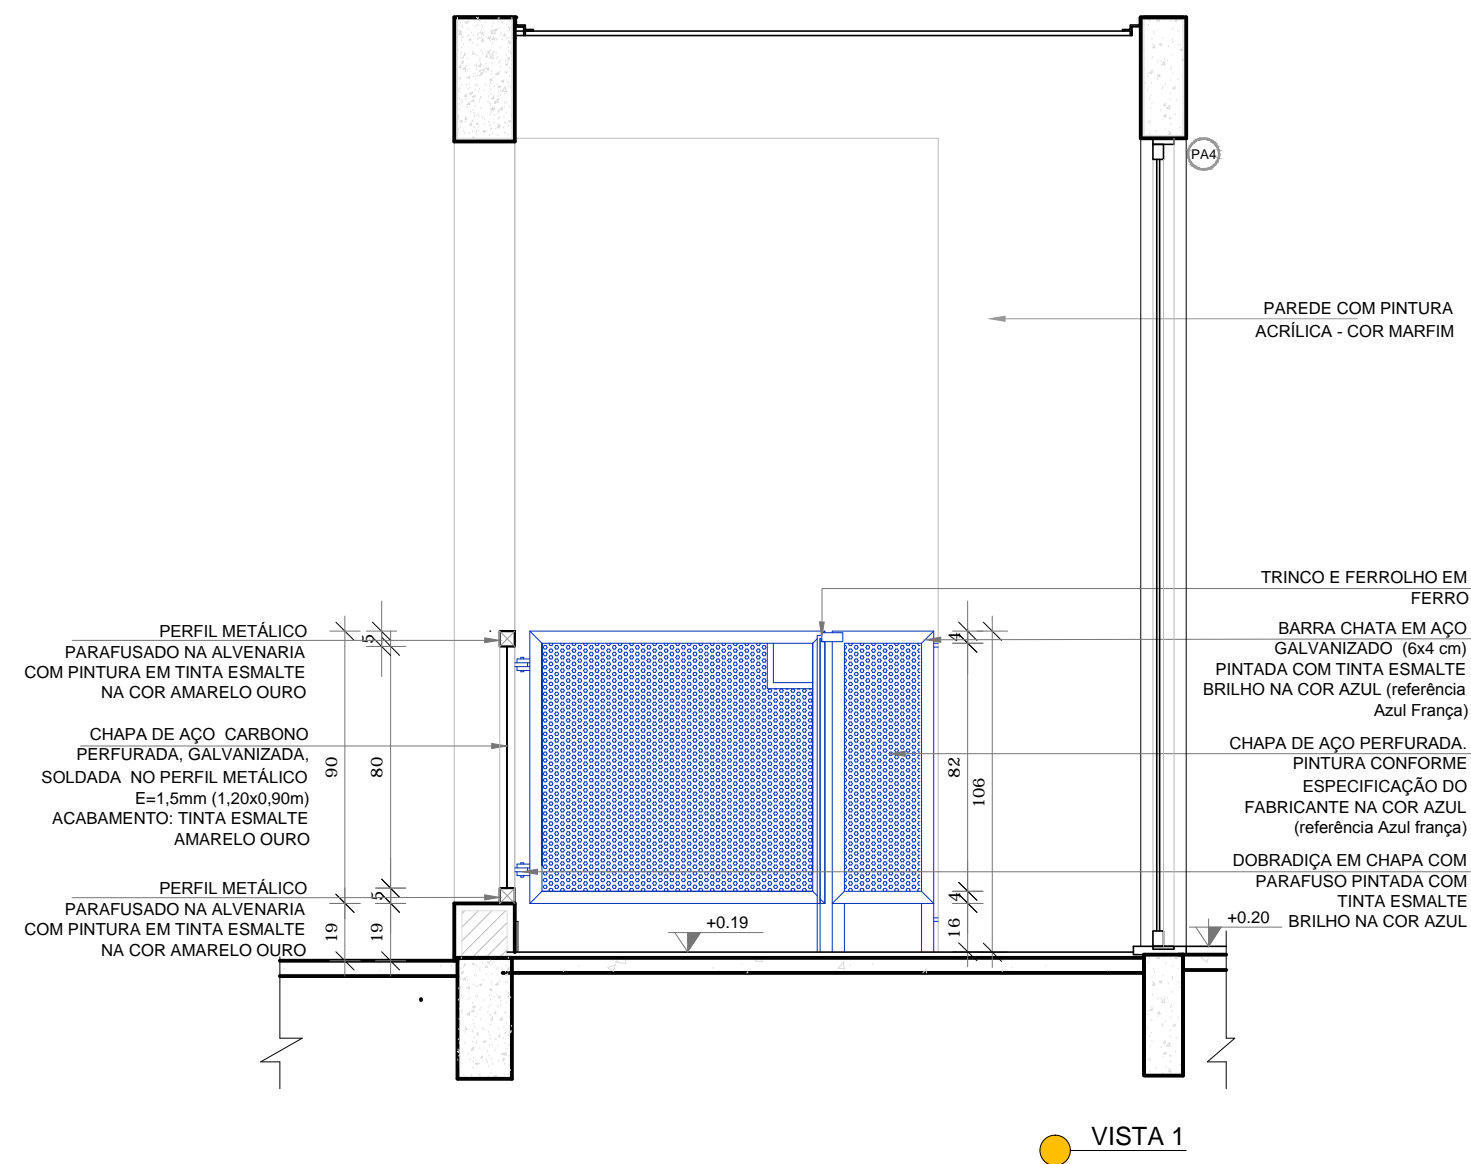 PA4
PAREDE COM PINTURA
ACRÍLICA - COR MARFIM
PERFIL METÁLICO
PARAFUSADO NA ALVENARIA
COM PINTURA EM TINTA ESMALTE
NA COR AMARELO OURO
CHAPA DE AÇO CARBONO
PERFURADA, GALVANIZADA,
SOLDADA NO PERFIL METÁLICO
E=1,5mm (1,20x0,90m)
ACABAMENTO: TINTA ESMALTE
AMARELO OURO
PERFIL METÁLICO
PARAFUSADO NA ALVENARIA
COM PINTURA EM TINTA ESMALTE
NA COR AMARELO OURO
90
19
5
80
5
19
+0.19
4
82
4
16
106
TRINCO E FERROLHO EM
FERRO
BARRA CHATA EM AÇO
GALVANIZADO (6x4 cm)
PINTADA COM TINTA ESMALTE
BRILHO NA COR AZUL (referência
Azul França)
CHAPA DE AÇO PERFURADA.
PINTURA CONFORME
ESPECIFICAÇÃO DO
FABRICANTE NA COR AZUL
(referência Azul frança)
DOBRADIÇA EM CHAPA COM
PARAFUSO PINTADA COM
TINTA ESMALTE
BRILHO NA COR AZUL
+0.20
VISTA 1